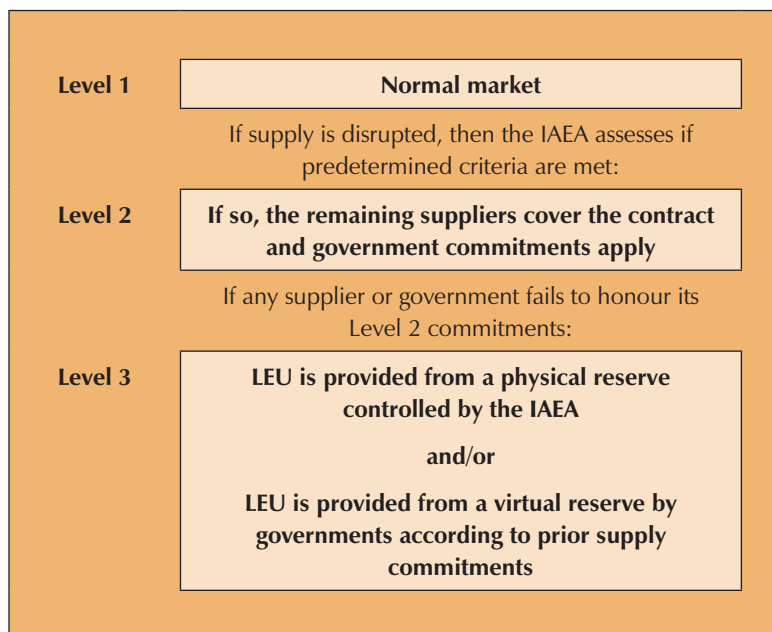 Level 1
Normal market
If supply is disrupted, then the IAEA assesses if
predetermined criteria are met:
Level 2
If so, the remaining suppliers cover the contract
and government commitments apply
If any supplier or government fails to honour its
Level 2 commitments:
Level 3
LEU is provided from a physical reserve
controlled by the IAEA
and/or
LEU is provided from a virtual reserve by
governments according to prior supply
commitments